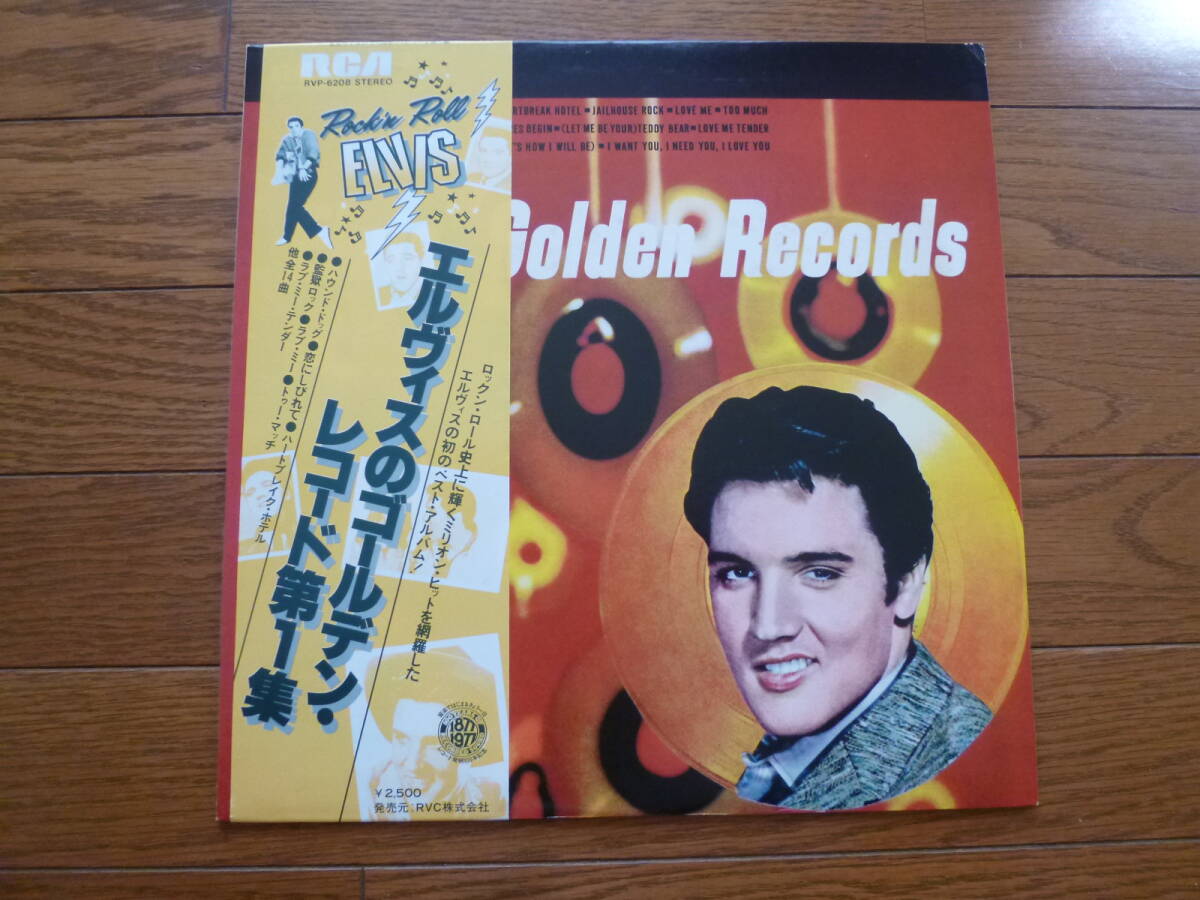 RCA
RVP-6208 STEREO
Rock'n Roll
ELVIS
エルヴィスのゴールデン・
レコード第1集
ロックン・ロール史上に輝くミリオン・ヒットを網羅した
エルヴィスの初のベスト・アルバム!
●ハウンド・ドッグ ●恋にしびれて ●ハートブレイク・ホテル
●監獄ロック ●ラブ・ミー ●トゥー・マッチ
●ラブ・ミー・テンダー
他全14曲
1877
1977
¥2,500
発売元:RVC株式会社
RTBREAK HOTEL ▪ JAILHOUSE ROCK ▪ LOVE ME ▪ TOO MUCH
ES BEGIN ▪ (LET ME BE YOUR) TEDDY BEAR ▪ LOVE ME TENDER
'S HOW I WILL BE) ▪ I WANT YOU, I NEED YOU, I LOVE YOU
Golden Records